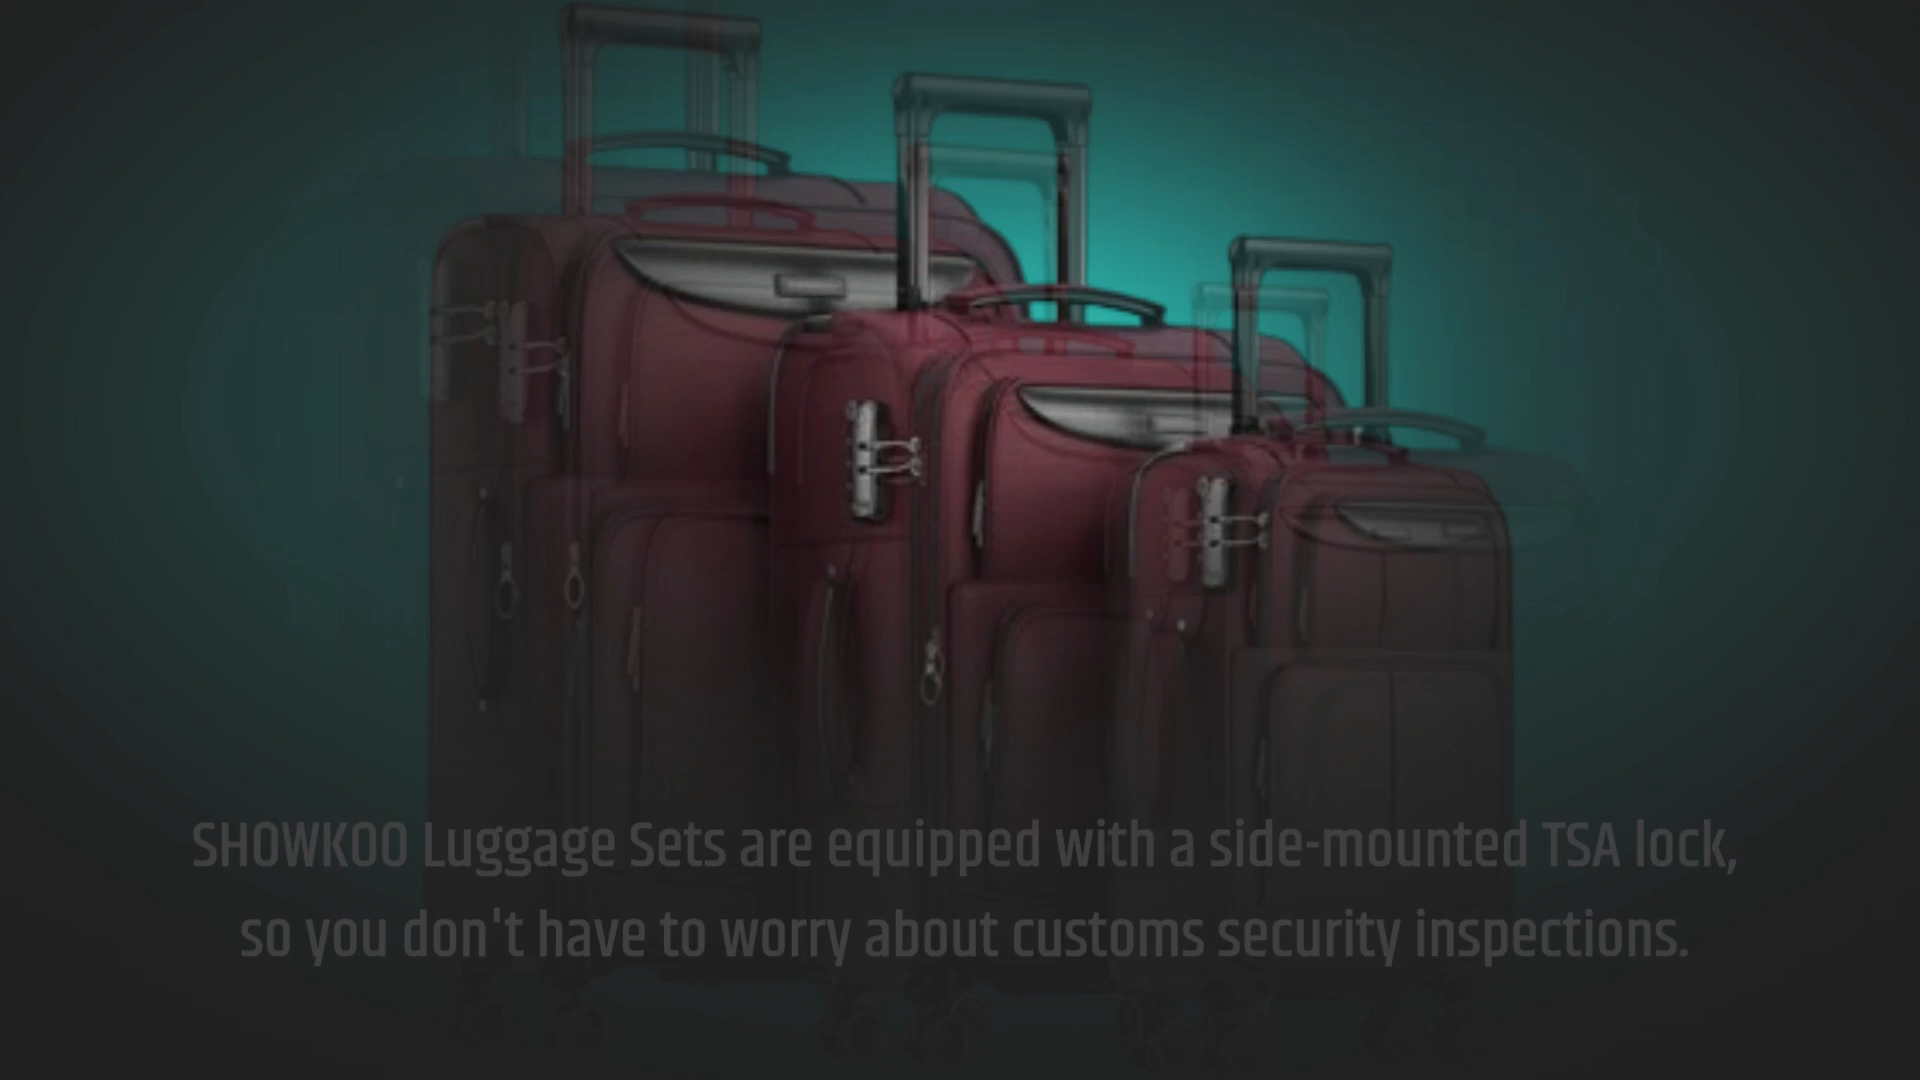 SHOWKOO Luggage Sets are equipped with a side-mounted TSA lock,
so you don't have to worry about customs security inspections.